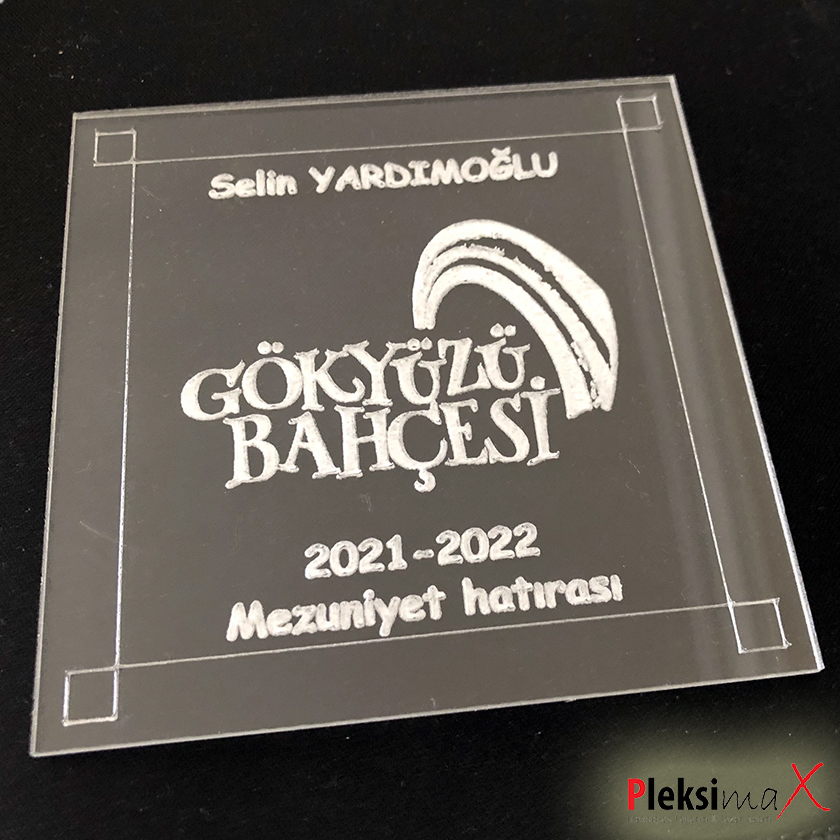 Selin YARDIMOĞLU
GÖKYÜZÜ
BAHÇESİ
2021-2022
Mezuniyet hatırası
PleksimaX